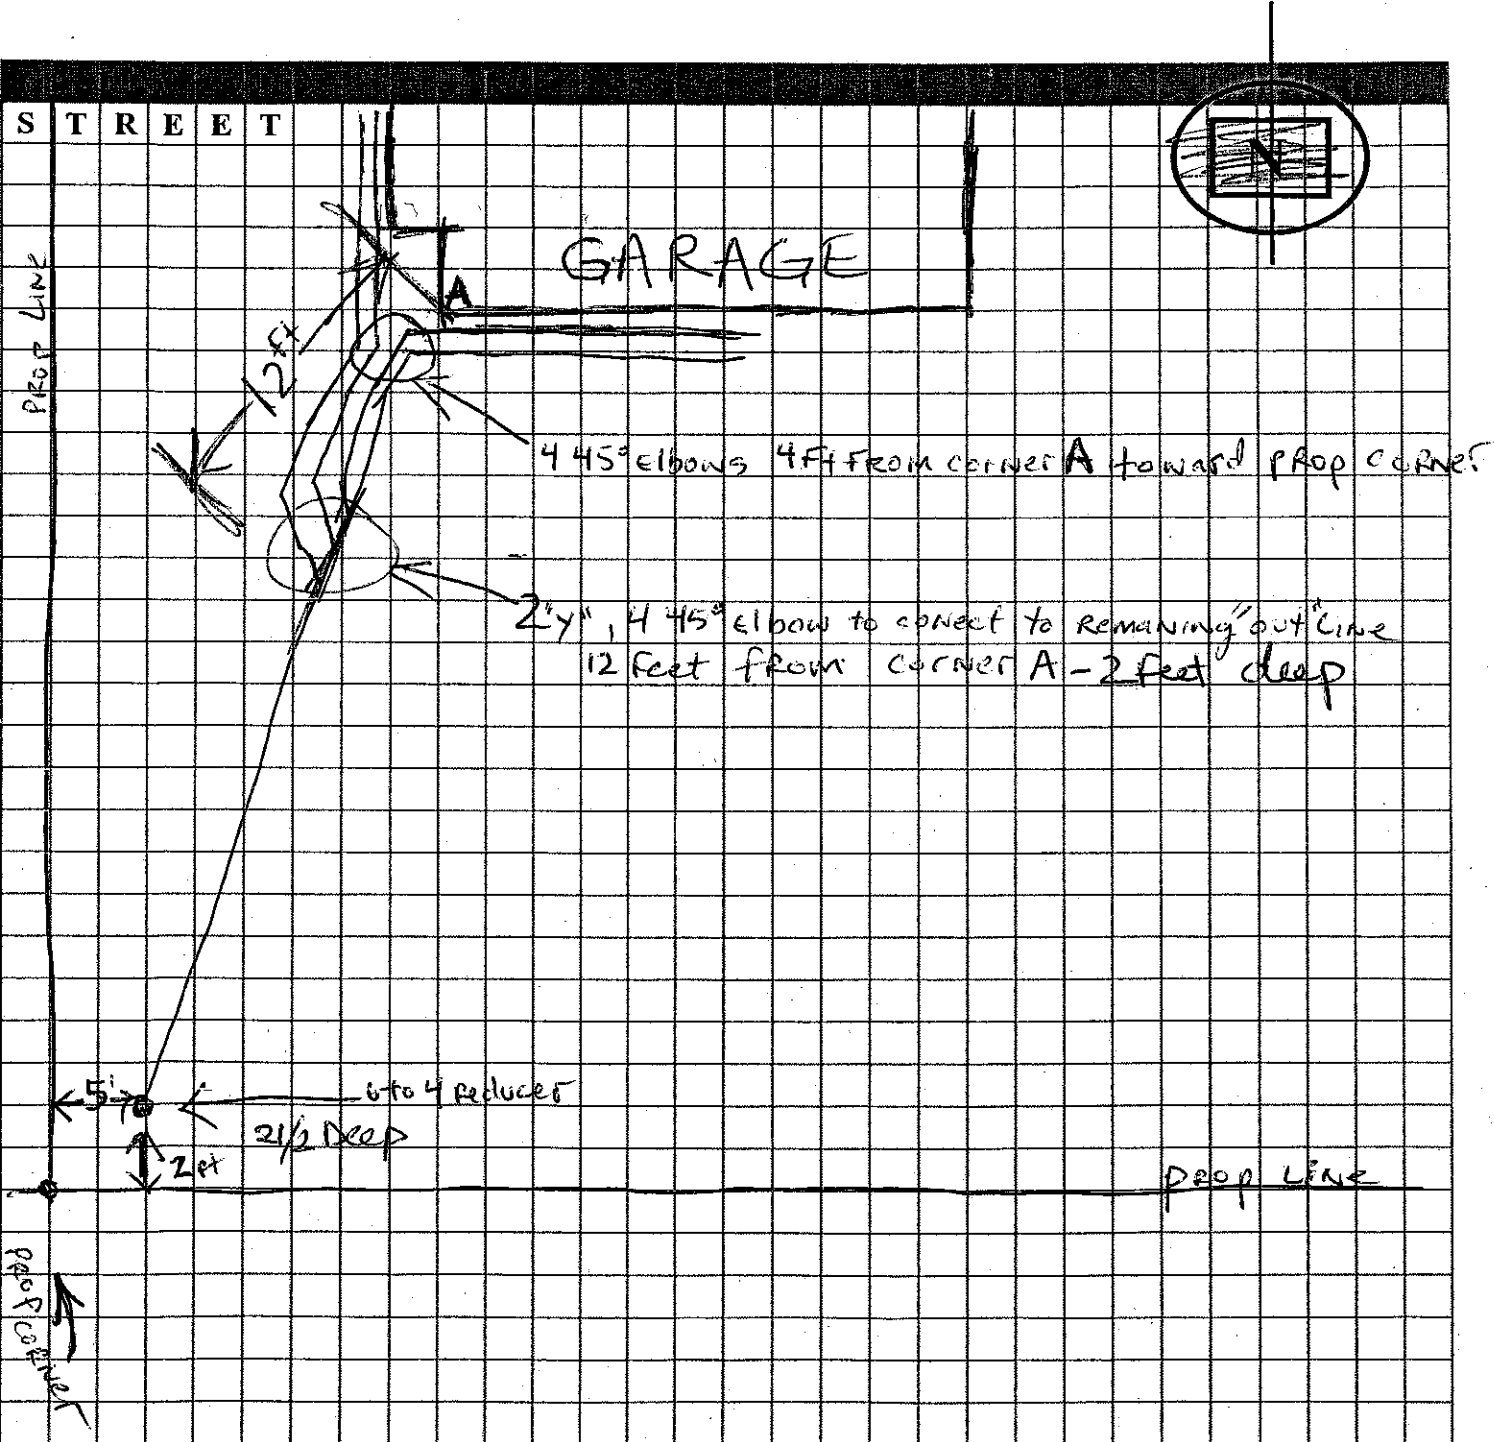 STREET
N
PROP LINE
GARAGE
A
12 ft
4 45° Elbows 4Ft From corner A toward prop corner
2 "y", 4 45° Elbow to conect to Remaning "out" Line
12 Feet from corner A - 2 Feet deep
5'
6 to 4 reducer
2 1/2 Deep
2 Ft
prop Line
prop corner